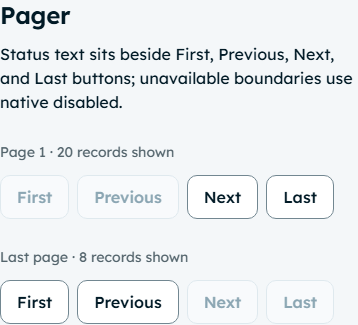 Pager
Status text sits beside First, Previous, Next,
and Last buttons; unavailable boundaries use
native disabled.
Page 1 · 20 records shown
First Previous Next Last
Last page · 8 records shown
First Previous Next Last